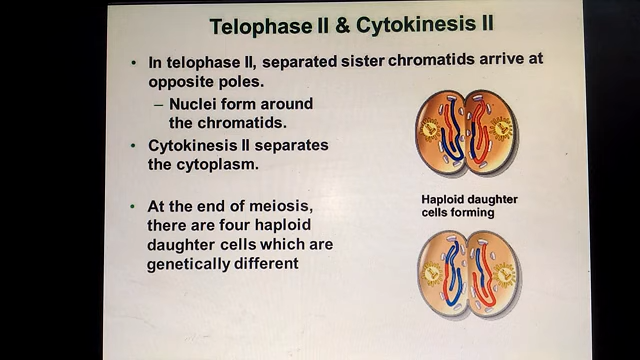 Telophase II & Cytokinesis II
• In telophase II, separated sister chromatids arrive at
opposite poles.
– Nuclei form around
the chromatids.
• Cytokinesis II separates
the cytoplasm.
• At the end of meiosis,
there are four haploid
daughter cells which are
genetically different
Haploid daughter
cells forming